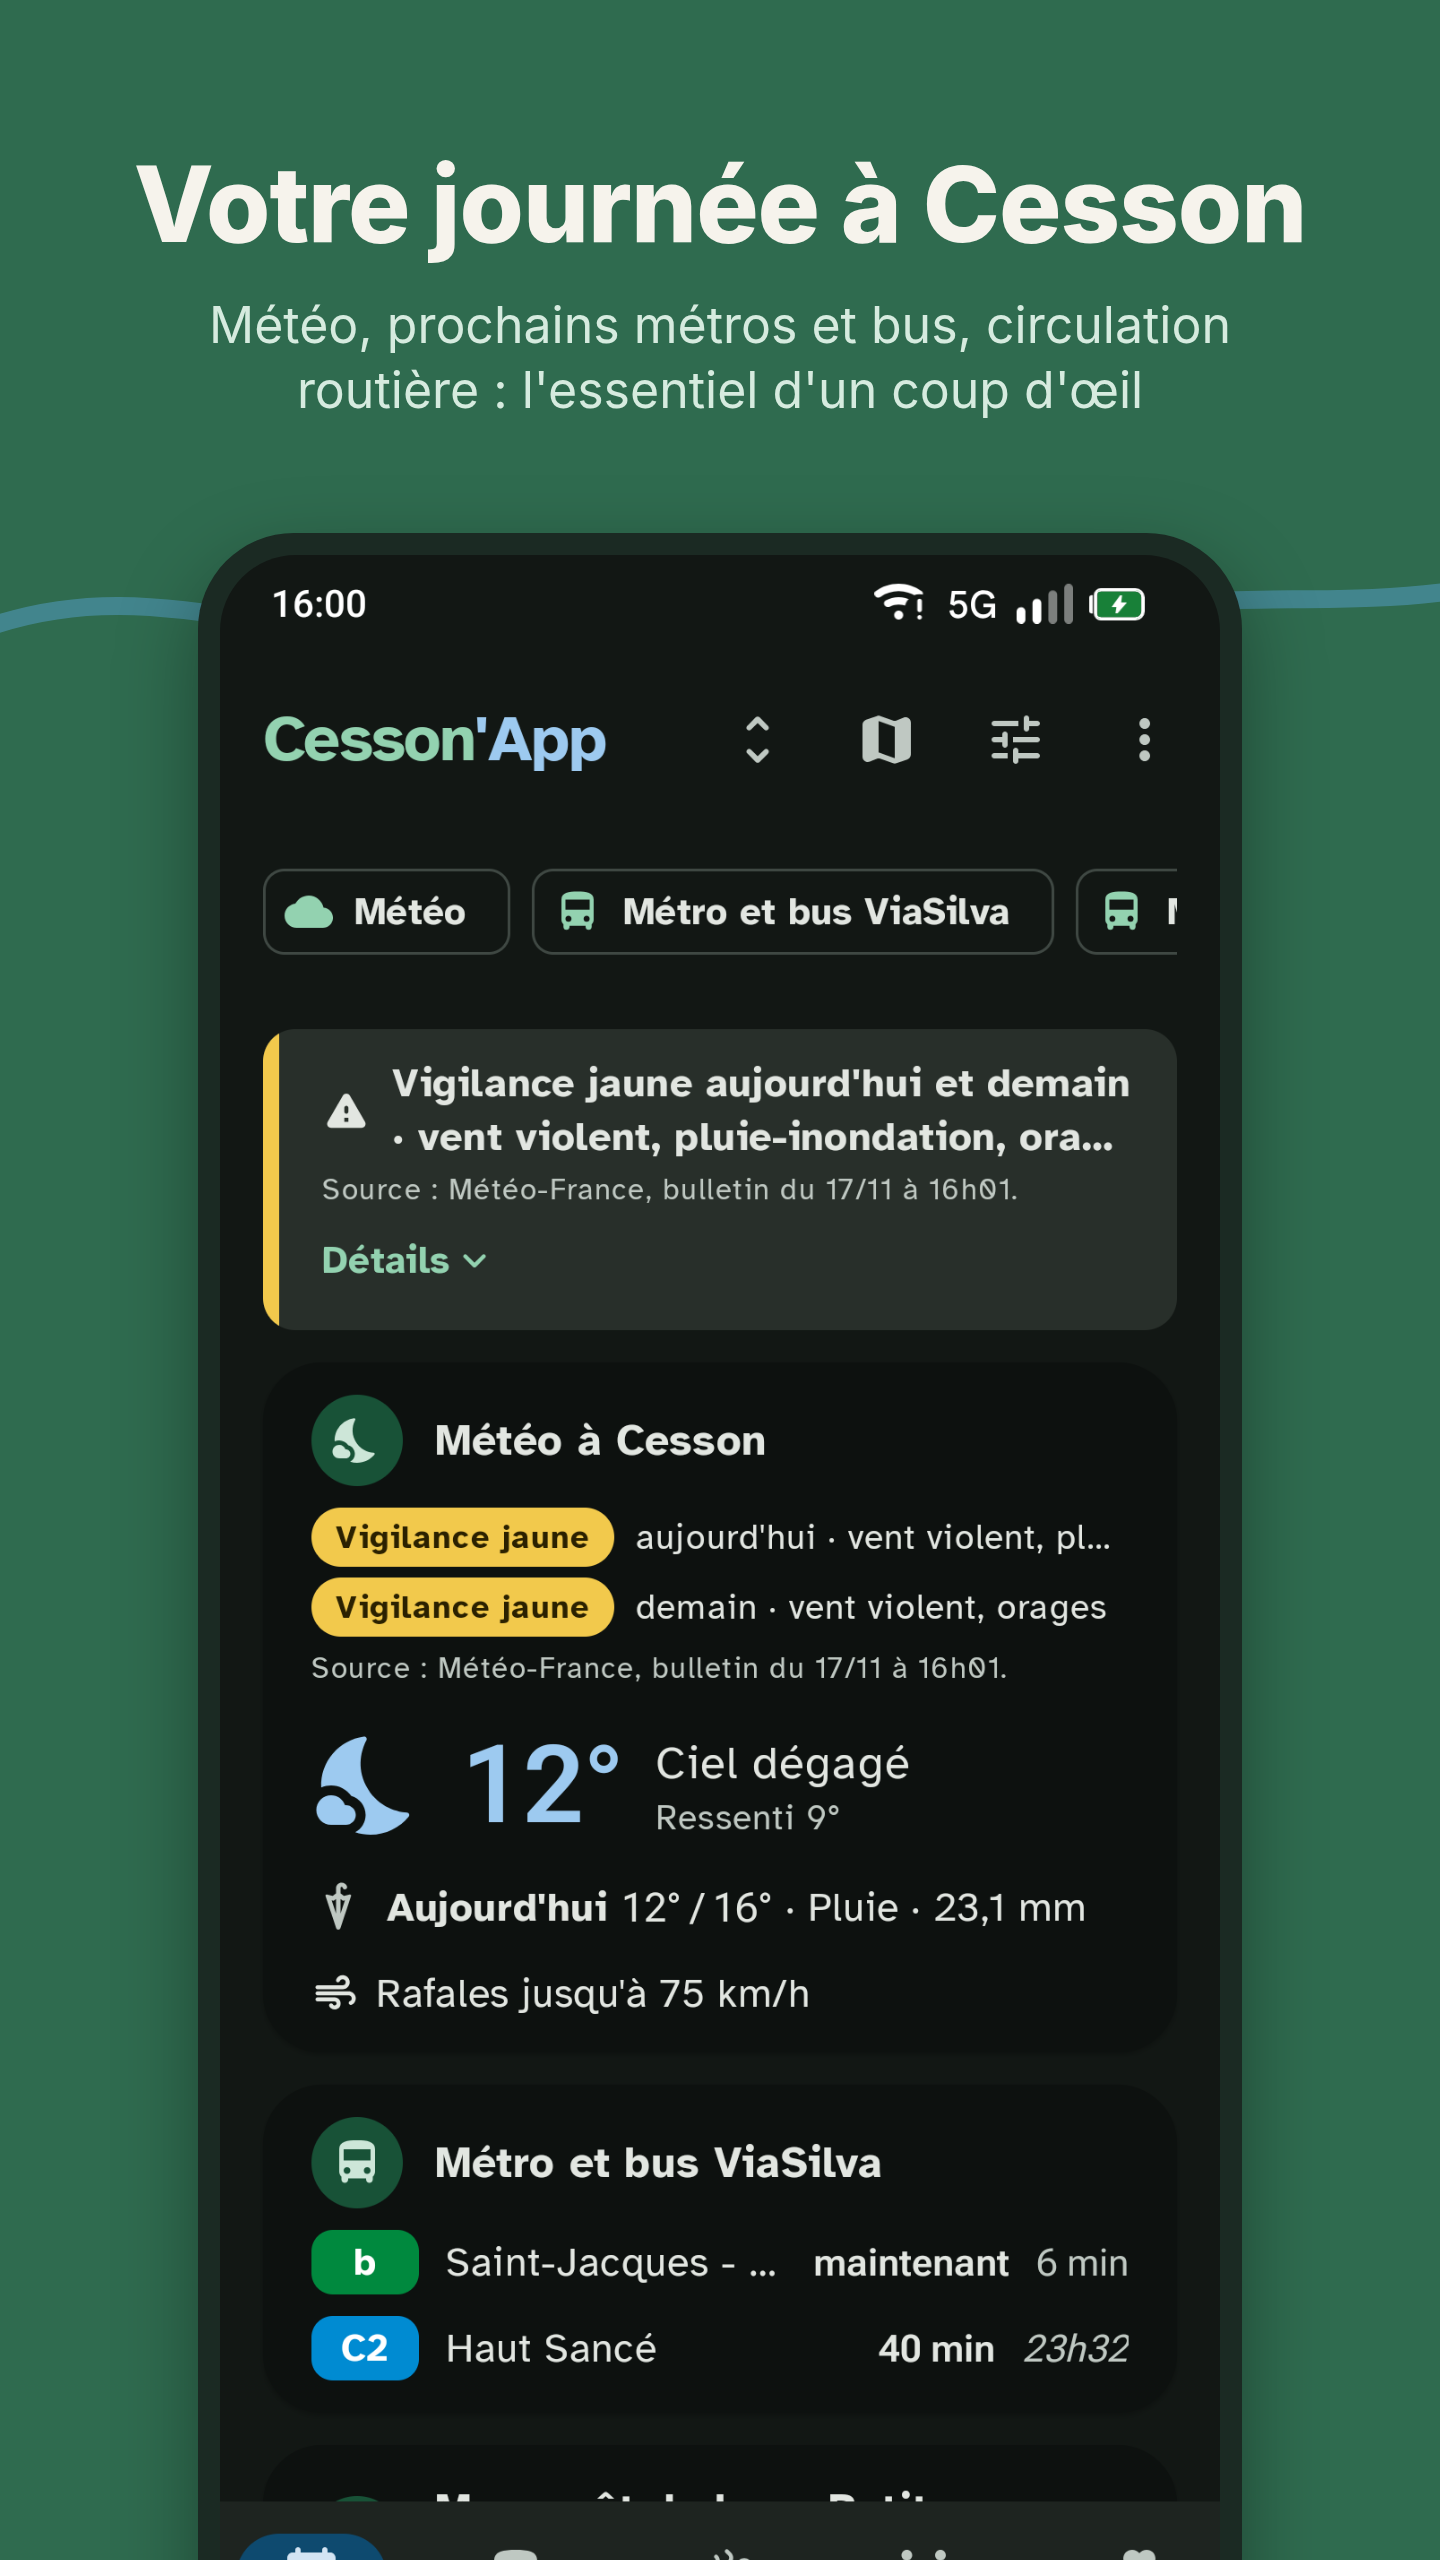 Votre journée à Cesson
Météo, prochains métros et bus, circulation
routière : l'essentiel d'un coup d'œil
16:00 5G
Cesson'App
Météo Métro et bus ViaSilva
Vigilance jaune aujourd'hui et demain
· vent violent, pluie-inondation, ora...
Source : Météo-France, bulletin du 17/11 à 16h01.
Détails
Météo à Cesson
Vigilance jaune aujourd'hui · vent violent, pl...
Vigilance jaune demain · vent violent, orages
Source : Météo-France, bulletin du 17/11 à 16h01.
12° Ciel dégagé
Ressenti 9°
Aujourd'hui 12° / 16° · Pluie · 23,1 mm
Rafales jusqu'à 75 km/h
Métro et bus ViaSilva
b Saint-Jacques - ... maintenant 6 min
C2 Haut Sancé 40 min 23h32